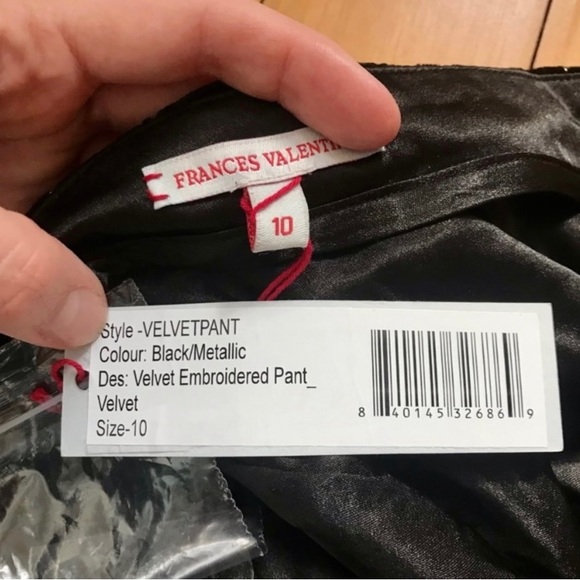 FRANCES VALENTI
10
Style -VELVETPANT
Colour: Black/Metallic
Des: Velvet Embroidered Pant_
Velvet
Size-10
8 40145 32686 9